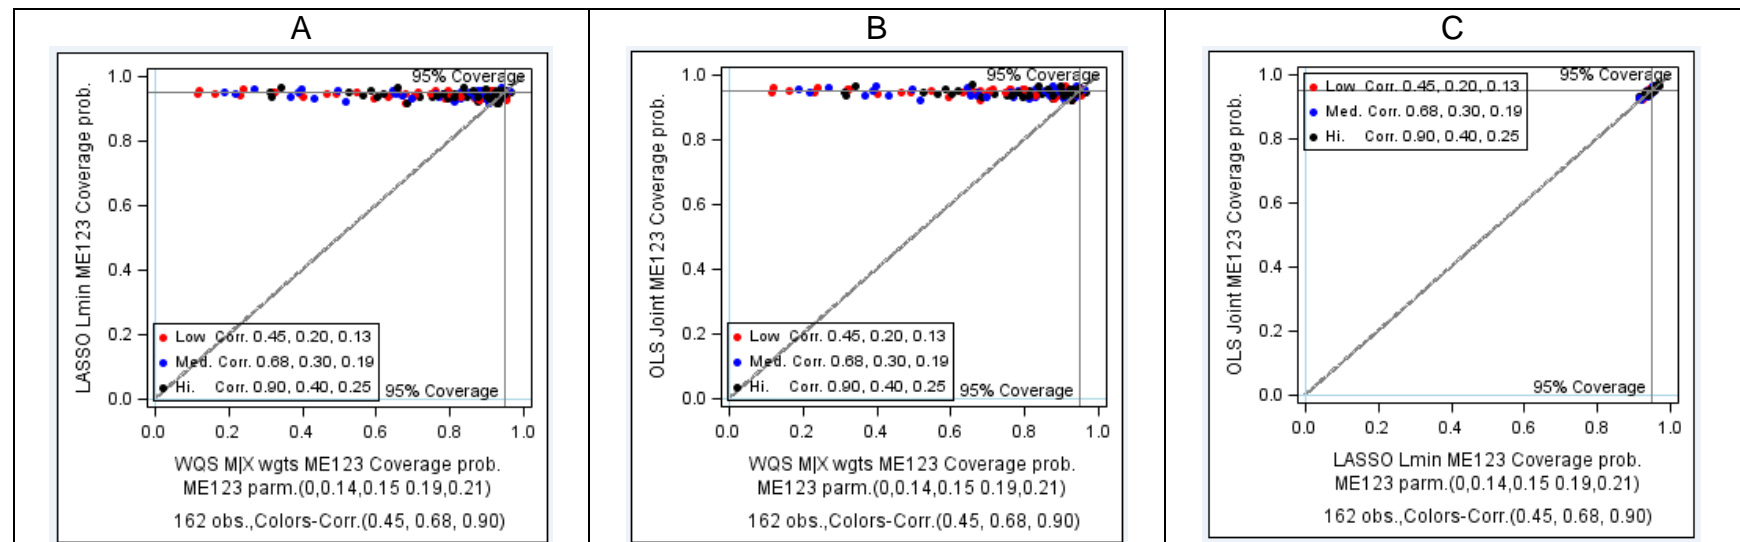 A
95% Coverage
LASSO Lmin ME123 Coverage prob.
1.0
0.8
0.6
0.4
0.2
0.0
Low Corr. 0.45, 0.20, 0.13
Med. Corr. 0.68, 0.30, 0.19
Hi. Corr. 0.90, 0.40, 0.25
95% Coverage
0.0 0.2 0.4 0.6 0.8 1.0
WQS M|X wgts ME123 Coverage prob.
ME123 parm.(0,0.14,0.15 0.19,0.21)
162 obs.,Colors-Corr.(0.45, 0.68, 0.90)
B
95% Coverage
OLS Joint ME123 Coverage prob.
1.0
0.8
0.6
0.4
0.2
0.0
Low Corr. 0.45, 0.20, 0.13
Med. Corr. 0.68, 0.30, 0.19
Hi. Corr. 0.90, 0.40, 0.25
95% Coverage
0.0 0.2 0.4 0.6 0.8 1.0
WQS M|X wgts ME123 Coverage prob.
ME123 parm.(0,0.14,0.15 0.19,0.21)
162 obs.,Colors-Corr.(0.45, 0.68, 0.90)
C
95% Coverage
Low Corr. 0.45, 0.20, 0.13
Med. Corr. 0.68, 0.30, 0.19
Hi. Corr. 0.90, 0.40, 0.25
OLS Joint ME123 Coverage prob.
1.0
0.8
0.6
0.4
0.2
0.0
95% Coverage
0.0 0.2 0.4 0.6 0.8 1.0
LASSO Lmin ME123 Coverage prob.
ME123 parm.(0,0.14,0.15 0.19,0.21)
162 obs.,Colors-Corr.(0.45, 0.68, 0.90)